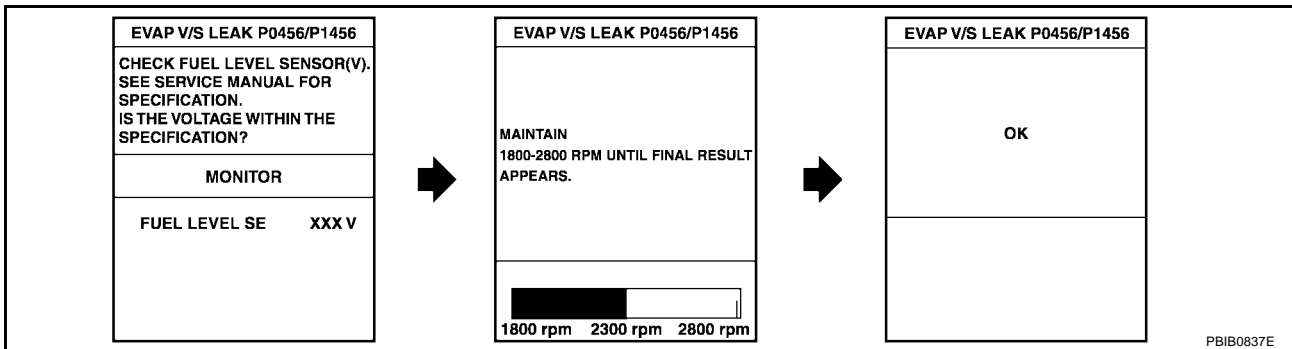 EVAP V/S LEAK P0456/P1456
CHECK FUEL LEVEL SENSOR(V).
SEE SERVICE MANUAL FOR
SPECIFICATION.
IS THE VOLTAGE WITHIN THE
SPECIFICATION?
MONITOR
FUEL LEVEL SE XXX V
EVAP V/S LEAK P0456/P1456
MAINTAIN
1800-2800 RPM UNTIL FINAL RESULT
APPEARS.
1800 rpm 2300 rpm 2800 rpm
EVAP V/S LEAK P0456/P1456
OK
PBIB0837E